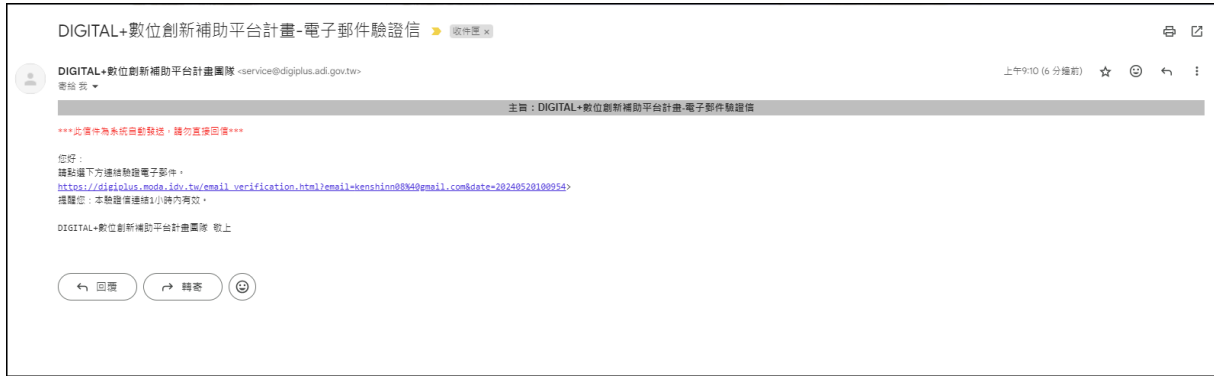 DIGITAL+數位創新補助平台計畫-電子郵件驗證信 收件匣 ×
DIGITAL+數位創新補助平台計畫團隊 <service@digiplus.adi.gov.tw>
上午9:10 (6 分鐘前)
寄給 我
主旨：DIGITAL+數位創新補助平台計畫-電子郵件驗證信
***此信件為系統自動發送，請勿直接回信***
您好：
請點選下方連結驗證電子郵件。
https://digiplus.moda.idv.tw/email_verification.html?email=kenshinn08%40gmail.com&date=20240520100954>
提醒您：本驗證信連結1小時內有效。
DIGITAL+數位創新補助平台計畫團隊 敬上
回覆
轉寄